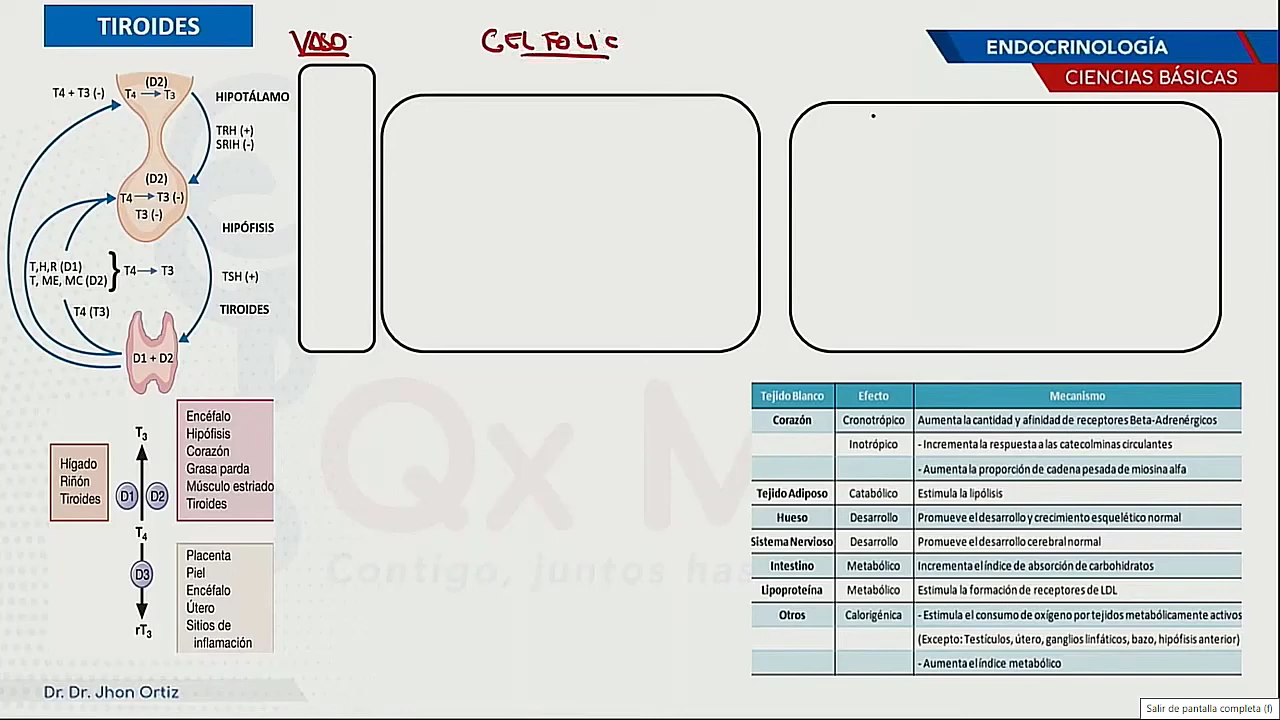 TIROIDES
VASO
CEL FOLIC
ENDOCRINOLOGÍA
CIENCIAS BÁSICAS
T4 + T3 (-)
(D2)
T4 T3
HIPOTÁLAMO
TRH (+)
SRIH (-)
(D2)
T4 T3 (-)
T3 (-)
HIPÓFISIS
T,H,R (D1)
T, ME, MC (D2)
} T4 T3
TSH (+)
T4 (T3)
TIROIDES
D1 + D2
T3
Hígado
Riñón
Tiroides
D1 D2
Encéfalo
Hipófisis
Corazón
Grasa parda
Músculo estriado
Tiroides
T4
D3
rT3
Placenta
Piel
Encéfalo
Útero
Sitios de
inflamación
Qx M
Contigo, juntos has
Tejido Blanco Efecto Mecanismo
Corazón Cronotrópico Aumenta la cantidad y afinidad de receptores Beta-Adrenérgicos
Inotrópico - Incrementa la respuesta a las catecolminas circulantes
- Aumenta la proporción de cadena pesada de miosina alfa
Tejido Adiposo Catabólico Estimula la lipólisis
Hueso Desarrollo Promueve el desarrollo y crecimiento esquelético normal
Sistema Nervioso Desarrollo Promueve el desarrollo cerebral normal
Intestino Metabólico Incrementa el índice de absorción de carbohidratos
Lipoproteína Metabólico Estimula la formación de receptores de LDL
Otros Calorigénica - Estimula el consumo de oxígeno por tejidos metabólicamente activos
(Excepto: Testículos, útero, ganglios linfáticos, bazo, hipófisis anterior)
- Aumenta el índice metabólico
Dr. Dr. Jhon Ortiz
Salir de pantalla completa (f)